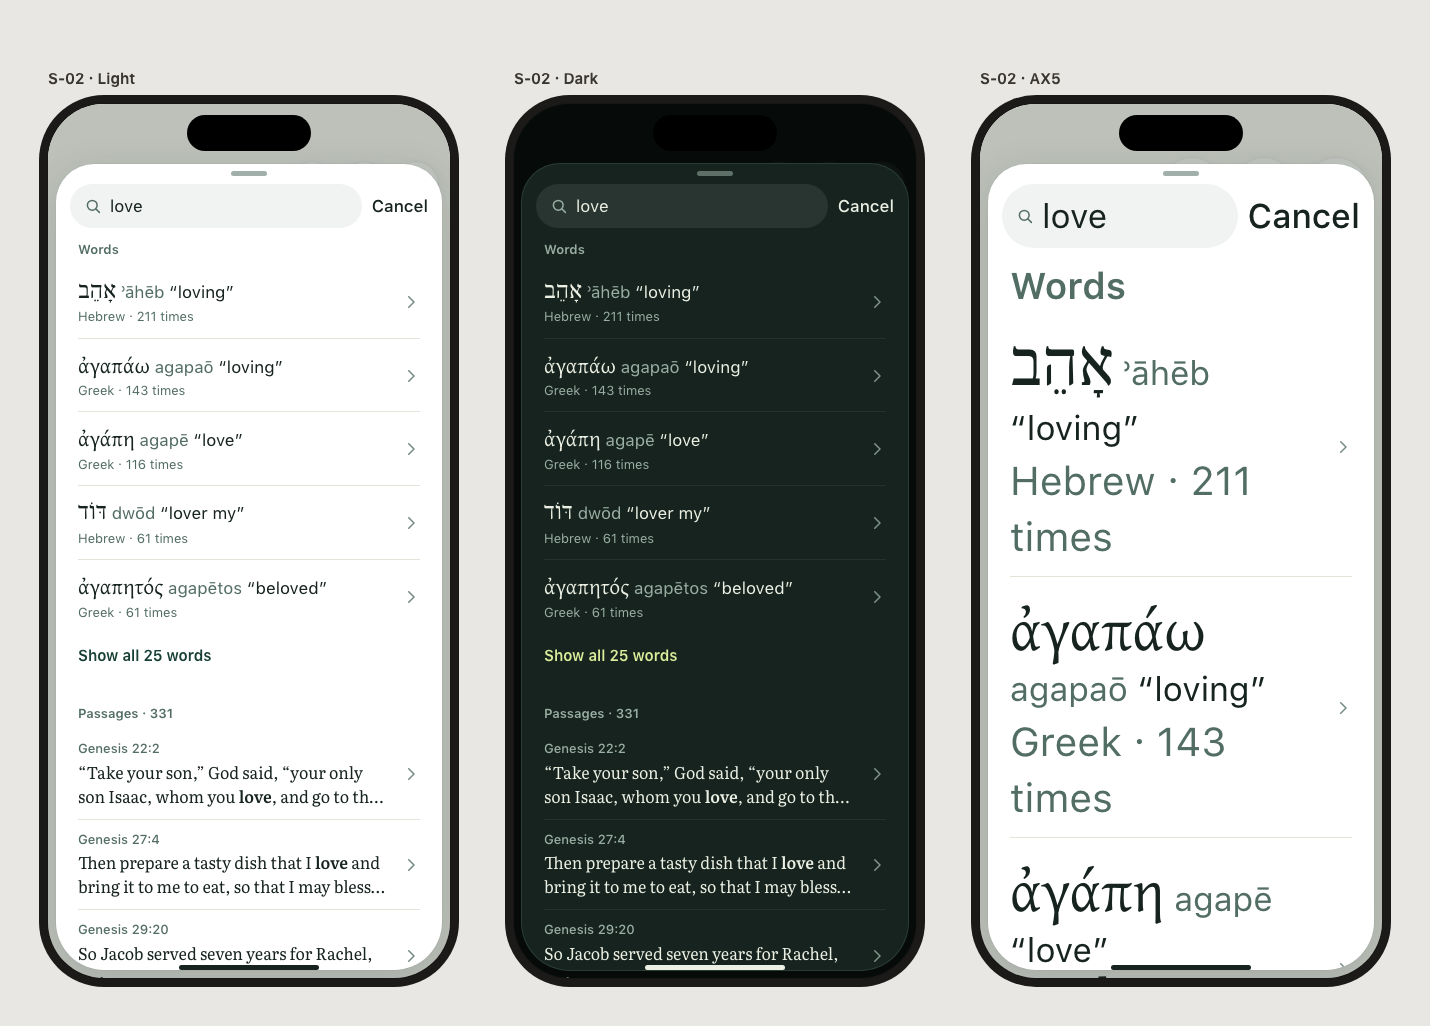 S-02 · Light
love
Cancel
Words
אָהֵב ʾāhēb “loving”
Hebrew · 211 times
ἀγαπάω agapaō “loving”
Greek · 143 times
ἀγάπη agapē “love”
Greek · 116 times
דּוֹד dwōd “lover my”
Hebrew · 61 times
ἀγαπητός agapētos “beloved”
Greek · 61 times
Show all 25 words
Passages · 331
Genesis 22:2
“Take your son,” God said, “your only
son Isaac, whom you love, and go to th…
Genesis 27:4
Then prepare a tasty dish that I love and
bring it to me to eat, so that I may bless…
Genesis 29:20
So Jacob served seven years for Rachel,
S-02 · Dark
love
Cancel
Words
אָהֵב ʾāhēb “loving”
Hebrew · 211 times
ἀγαπάω agapaō “loving”
Greek · 143 times
ἀγάπη agapē “love”
Greek · 116 times
דּוֹד dwōd “lover my”
Hebrew · 61 times
ἀγαπητός agapētos “beloved”
Greek · 61 times
Show all 25 words
Passages · 331
Genesis 22:2
“Take your son,” God said, “your only
son Isaac, whom you love, and go to th…
Genesis 27:4
Then prepare a tasty dish that I love and
bring it to me to eat, so that I may bless…
Genesis 29:20
So Jacob served seven years for Rachel,
S-02 · AX5
love
Cancel
Words
אָהֵב ʾāhēb
“loving”
Hebrew · 211
times
ἀγαπάω
agapaō “loving”
Greek · 143
times
ἀγάπη agapē
“love”